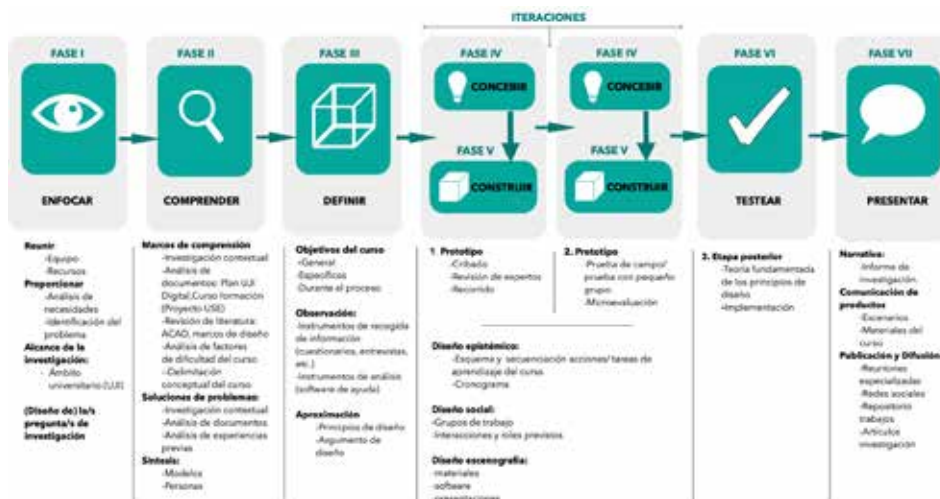 ITERACIONES
FASE I
FASE II
FASE III
FASE IV
FASE IV
FASE VI
FASE VII
CONCEBIR
CONCEBIR
FASE V
FASE V
CONSTRUIR
CONSTRUIR
ENFOCAR
COMPRENDER
DEFINIR
TESTEAR
PRESENTAR
Reunir
-Equipo
-Recursos
Proporcionar
-Análisis de
necesidades
-Identificación del
problema
Alcance de la
investigación:
-Ámbito
universitario (UJI)
(Diseño de) la/s
pregunta/s de
investigación
Marcos de comprensión
-Investigación contextual
-Análisis de
documentos: Plan UJI
Digital,Curso formación
(Proyecto USE)
-Revisión de literatura:
ACAD, marcos de diseño
-Análisis de factores
de dificultad del curso
-Delimitación
conceptual del curso
Soluciones de problemas:
-Investigación contextual
-Análisis de documentos
-Análisis de experiencias
previas
Síntesis:
-Modelos
-Personas
Objetivos del curso
-General
-Específicos
-Durante el proceso
Observación:
-Instrumentos de recogida
de información
(cuestionarios, entrevistas,
etc.)
-Instrumentos de análisis
(software de ayuda)
Aproximación
-Principios de diseño
-Argumento de
diseño
1 Prototipo
-Cribado
-Revisión de expertos
-Recorrido
2. Prototipo
-Prueba de campo/
prueba con pequeño
grupo
-Microevaluación
Diseño epistémico:
-Esquema y secuenciación acciones/ tareas de
aprendizaje del curso
-Cronograma
Diseño social:
-Grupos de trabajo
-Interacciones y roles previstos
Diseño escenografía:
-materiales
-software
-presentaciones
3. Etapa posterior
-Teoría fundamentada
de los principios de
diseño
-Implementación
Narrativa:
-Informe de
investigación
Comunicación de
productos
-Escenarios
-Materiales del
curso
Publicación y Difusión
-Reuniones
especializadas
-Redes sociales
-Repositorio
trabajos
-Artículos
investigación